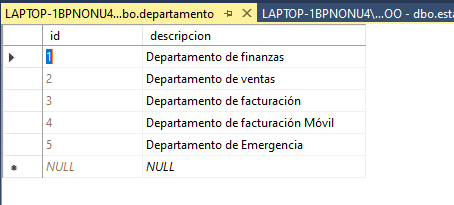 LAPTOP-1BPNONU4...bo.departamento LAPTOP-1BPNONU4\...OO - dbo.esta
id descripcion
1 Departamento de finanzas
2 Departamento de ventas
3 Departamento de facturación
4 Departamento de facturación Móvil
5 Departamento de Emergencia
NULL NULL